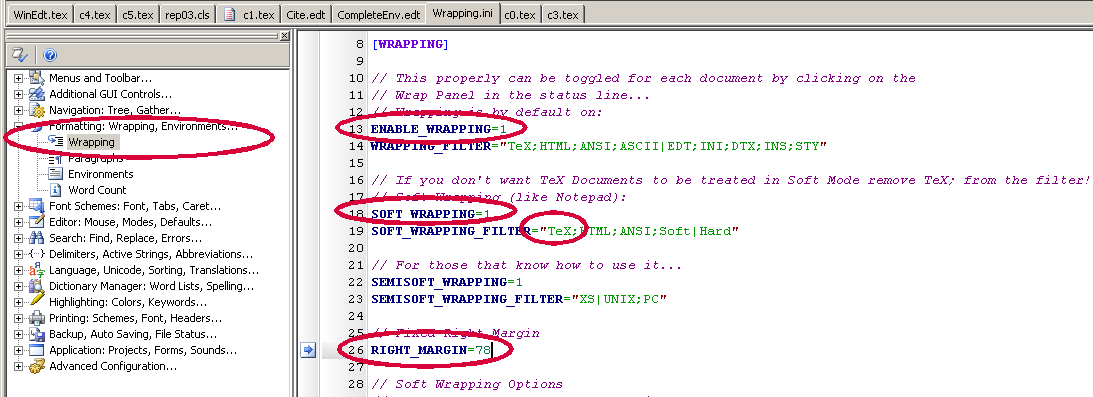 WinEdt.tex c4.tex c5.tex rep03.cls c1.tex Cite.edt CompleteEnv.edt Wrapping.ini c0.tex c3.tex
Menus and Toolbar...
Additional GUI Controls...
Navigation: Tree, Gather...
Formatting: Wrapping, Environments...
Wrapping
Paragraphs
Environments
Word Count
Font Schemes: Font, Tabs, Caret...
Editor: Mouse, Modes, Defaults...
Search: Find, Replace, Errors...
Delimiters, Active Strings, Abbreviations...
Language, Unicode, Sorting, Translations...
Dictionary Manager: Word Lists, Spelling...
Highlighting: Colors, Keywords...
Printing: Schemes, Font, Headers...
Backup, Auto Saving, File Status...
Application: Projects, Forms, Sounds...
Advanced Configuration...
8 [WRAPPING]
9
10 // This properly can be toggled for each document by clicking on the
11 // Wrap Panel in the status line...
12 // Wrapping is by default on:
13 ENABLE_WRAPPING=1
14 WRAPPING_FILTER="TeX;HTML;ANSI;ASCII|EDT;INI;DTX;INS;STY"
15
16 // If you don't want TeX Documents to be treated in Soft Mode remove TeX; from the filter!
17 // Soft Wrapping (like Notepad):
18 SOFT_WRAPPING=1
19 SOFT_WRAPPING_FILTER="TeX;HTML;ANSI;Soft|Hard"
20
21 // For those that know how to use it...
22 SEMISOFT_WRAPPING=1
23 SEMISOFT_WRAPPING_FILTER="XS|UNIX;PC"
24
25 // Fixed Right Margin
26 RIGHT_MARGIN=78
27
28 // Soft Wrapping Options